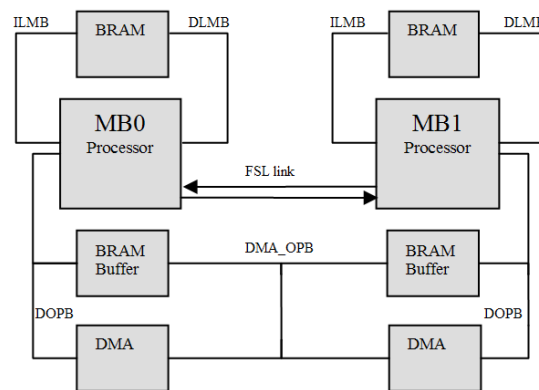 ILMB
BRAM
DLMB
ILMB
BRAM
DLMB
MB0
Processor
MB1
Processor
FSL link
BRAM
Buffer
DMA_OPB
BRAM
Buffer
DOPB
DOPB
DMA
DMA